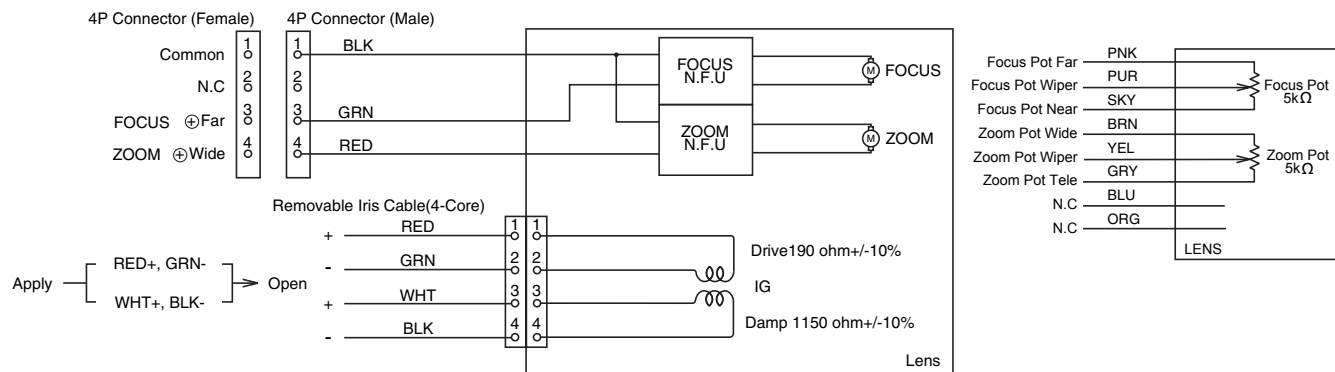 4P Connector (Female)
4P Connector (Male)
Common
1
1
BLK
N.C
2
2
FOCUS ⊕Far
3
3
GRN
ZOOM ⊕Wide
4
4
RED
FOCUS
N.F.U
M
FOCUS
ZOOM
N.F.U
M
ZOOM
Removable Iris Cable(4-Core)
+
RED
1
1
-
GRN
2
2
+
WHT
3
3
-
BLK
4
4
Drive190 ohm+/-10%
IG
Damp 1150 ohm+/-10%
Lens
Apply
RED+, GRN-
WHT+, BLK-
Open
Focus Pot Far
PNK
Focus Pot Wiper
PUR
Focus Pot Near
SKY
Focus Pot
5kΩ
Zoom Pot Wide
BRN
Zoom Pot Wiper
YEL
Zoom Pot Tele
GRY
Zoom Pot
5kΩ
N.C
BLU
N.C
ORG
LENS